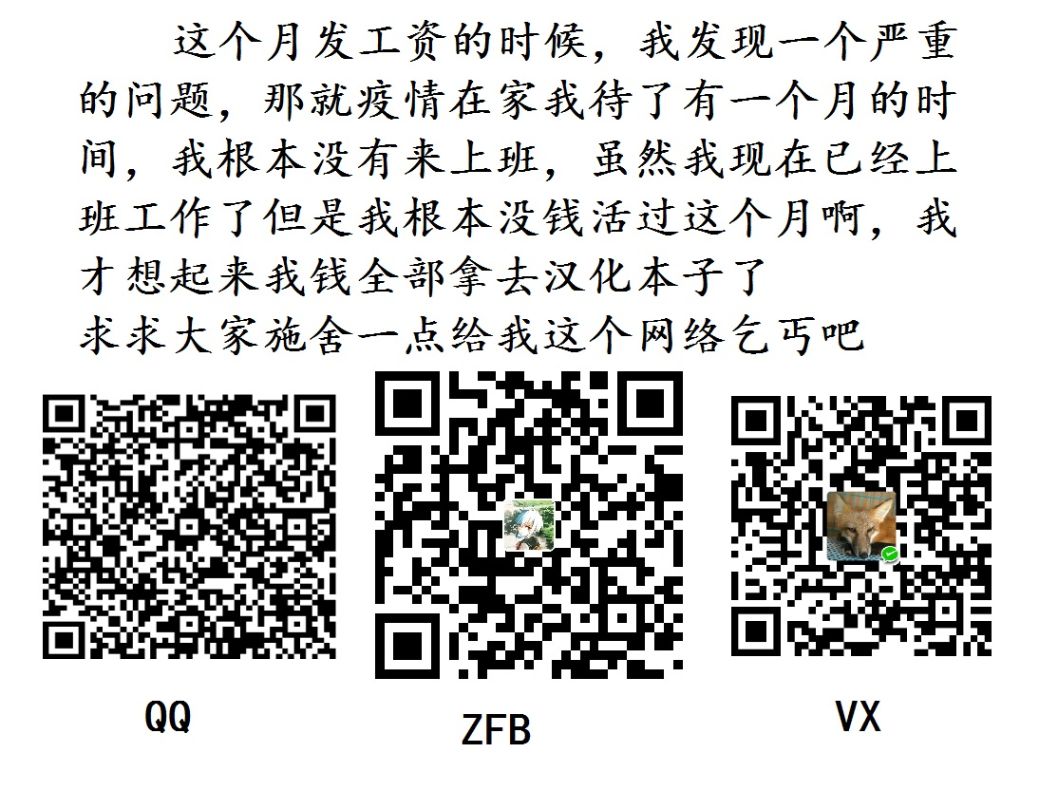 这个月发工资的时候，我发现一个严重
的问题，那就疫情在家我待了有一个月的时
间，我根本没有来上班，虽然我现在已经上
班工作了但是我根本没钱活过这个月啊，我
才想起来我钱全部拿去汉化本子了
求求大家施舍一点给我这个网络乞丐吧
QQ
ZFB
VX